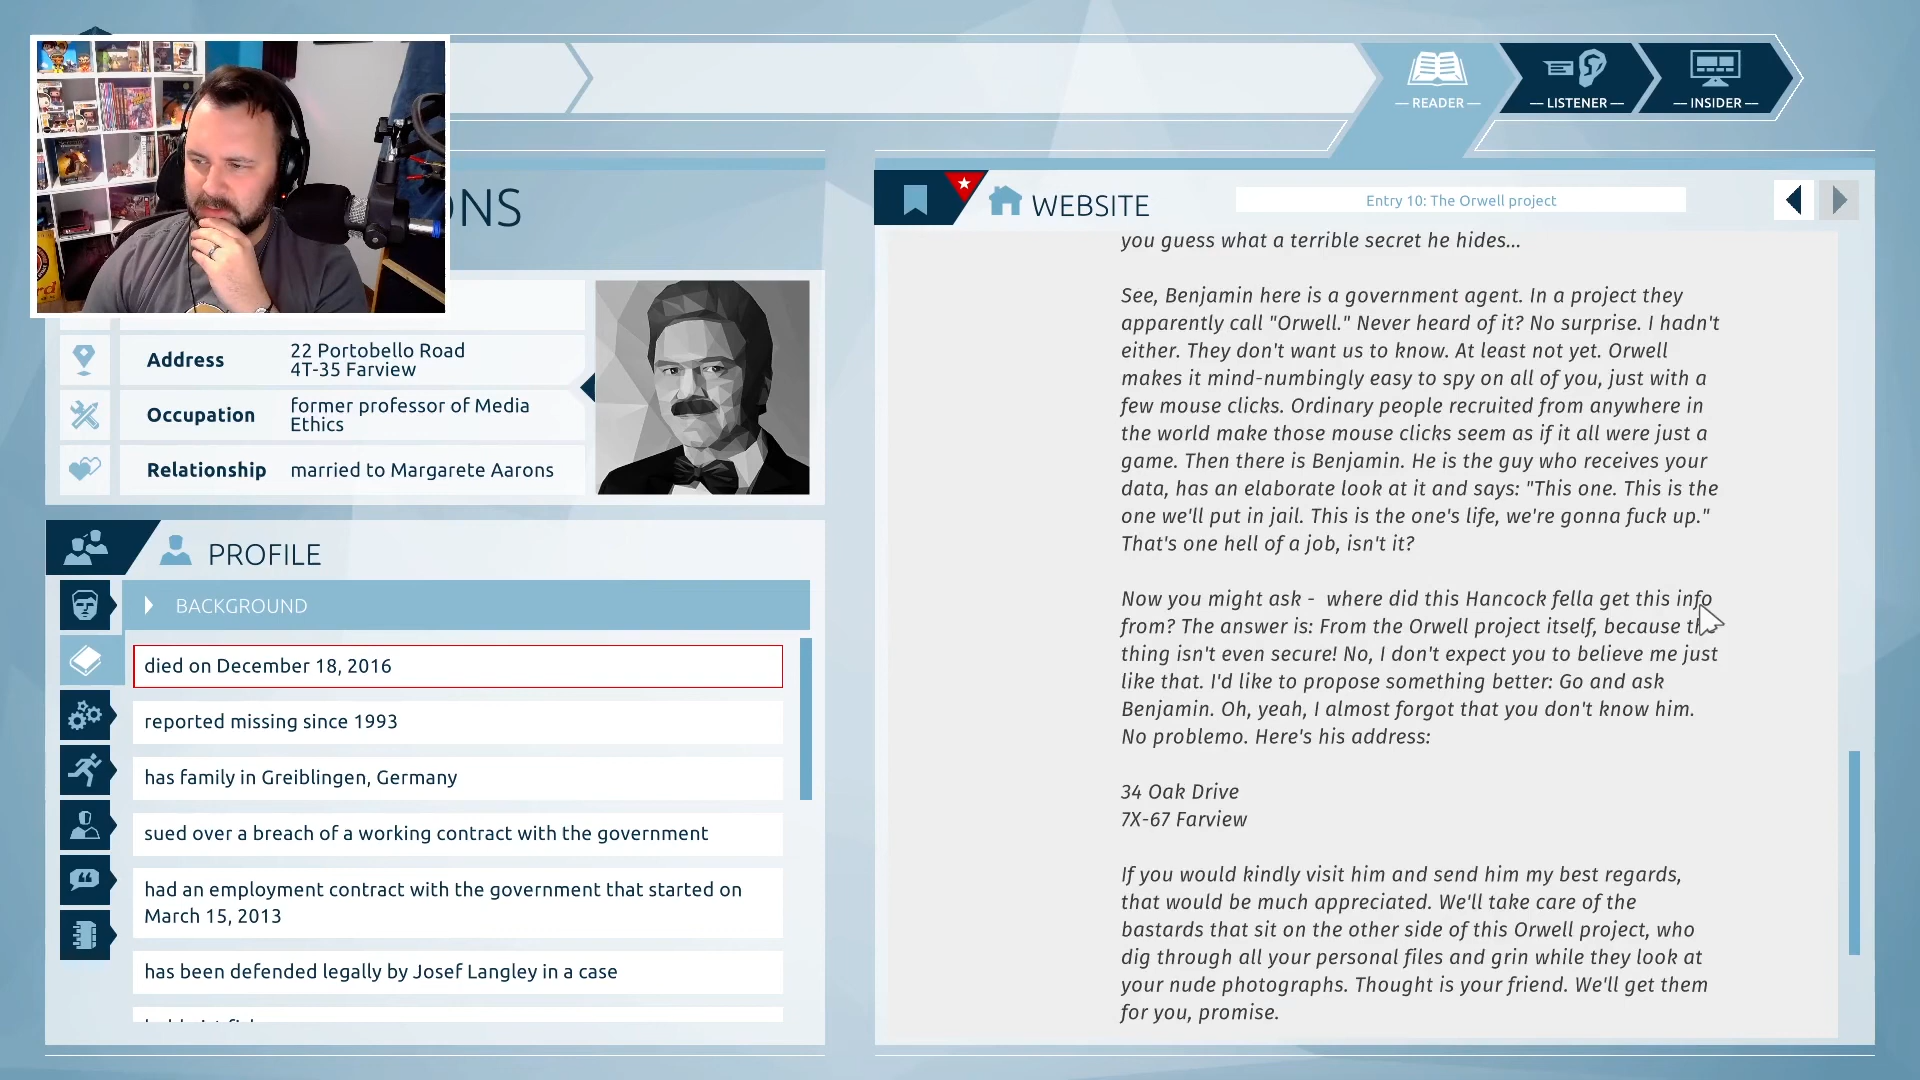 READER
LISTENER
INSIDER
ONS
Address
22 Portobello Road
4T-35 Farview
Occupation
former professor of Media
Ethics
Relationship
married to Margarete Aarons
PROFILE
BACKGROUND
died on December 18, 2016
reported missing since 1993
has family in Greiblingen, Germany
sued over a breach of a working contract with the government
had an employment contract with the government that started on
March 15, 2013
has been defended legally by Josef Langley in a case
WEBSITE
Entry 10: The Orwell project
you guess what a terrible secret he hides...
See, Benjamin here is a government agent. In a project they
apparently call "Orwell." Never heard of it? No surprise. I hadn't
either. They don't want us to know. At least not yet. Orwell
makes it mind-numbingly easy to spy on all of you, just with a
few mouse clicks. Ordinary people recruited from anywhere in
the world make those mouse clicks seem as if it all were just a
game. Then there is Benjamin. He is the guy who receives your
data, has an elaborate look at it and says: "This one. This is the
one we'll put in jail. This is the one's life, we're gonna fuck up."
That's one hell of a job, isn't it?
Now you might ask - where did this Hancock fella get this info
from? The answer is: From the Orwell project itself, because
thing isn't even secure! No, I don't expect you to believe me just
like that. I'd like to propose something better: Go and ask
Benjamin. Oh, yeah, I almost forgot that you don't know him.
No problemo. Here's his address:
34 Oak Drive
7X-67 Farview
If you would kindly visit him and send him my best regards,
that would be much appreciated. We'll take care of the
bastards that sit on the other side of this Orwell project, who
dig through all your personal files and grin while they look at
your nude photographs. Thought is your friend. We'll get them
for you, promise.